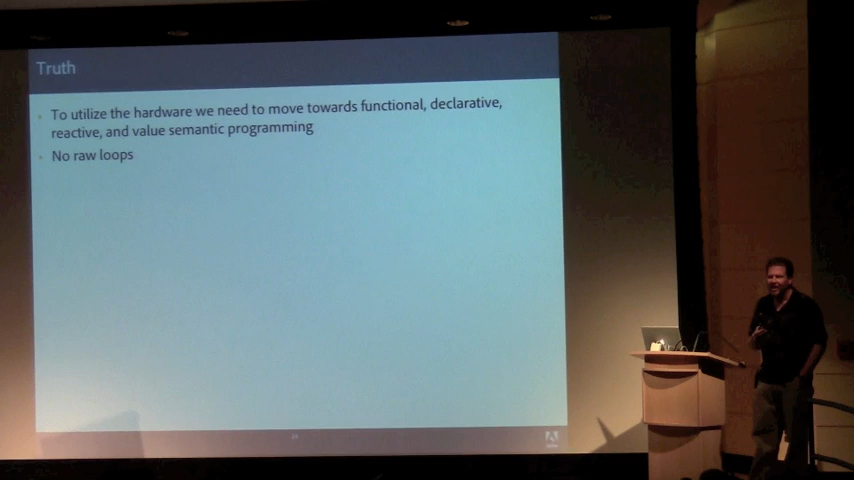 Truth
To utilize the hardware we need to move towards functional, declarative,
reactive, and value semantic programming
No raw loops